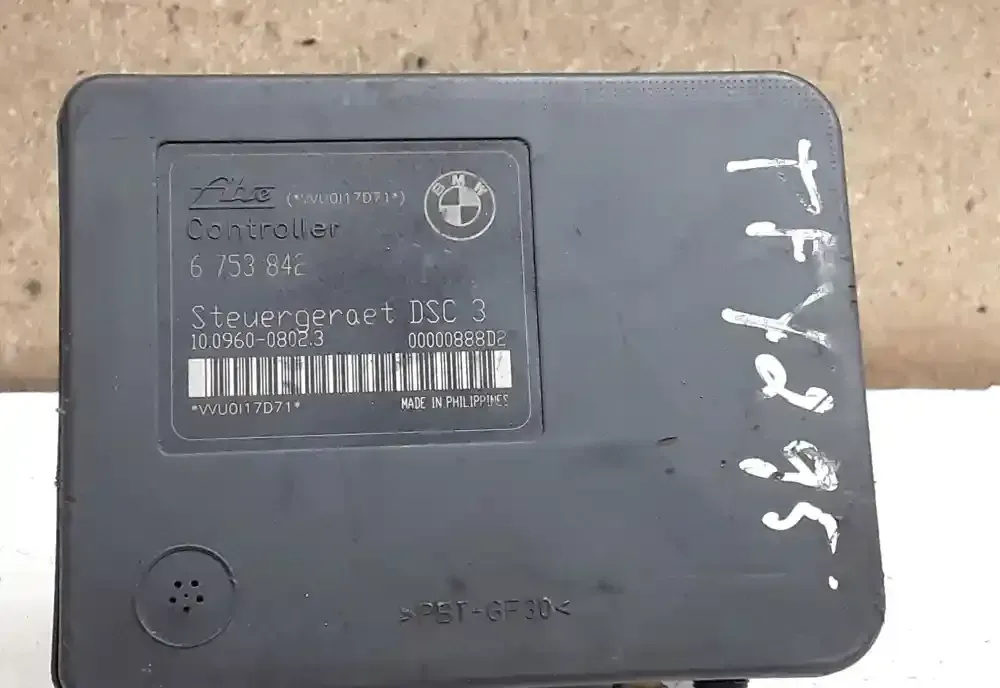 Ate (*VVU0I17D71*)
BMW
Controller
6 753 842
Steuergeraet DSC 3
10.0960-0802.3 00000888D2
*VVU0I17D71* MADE IN PHILIPPINES
>PBT-GF30<